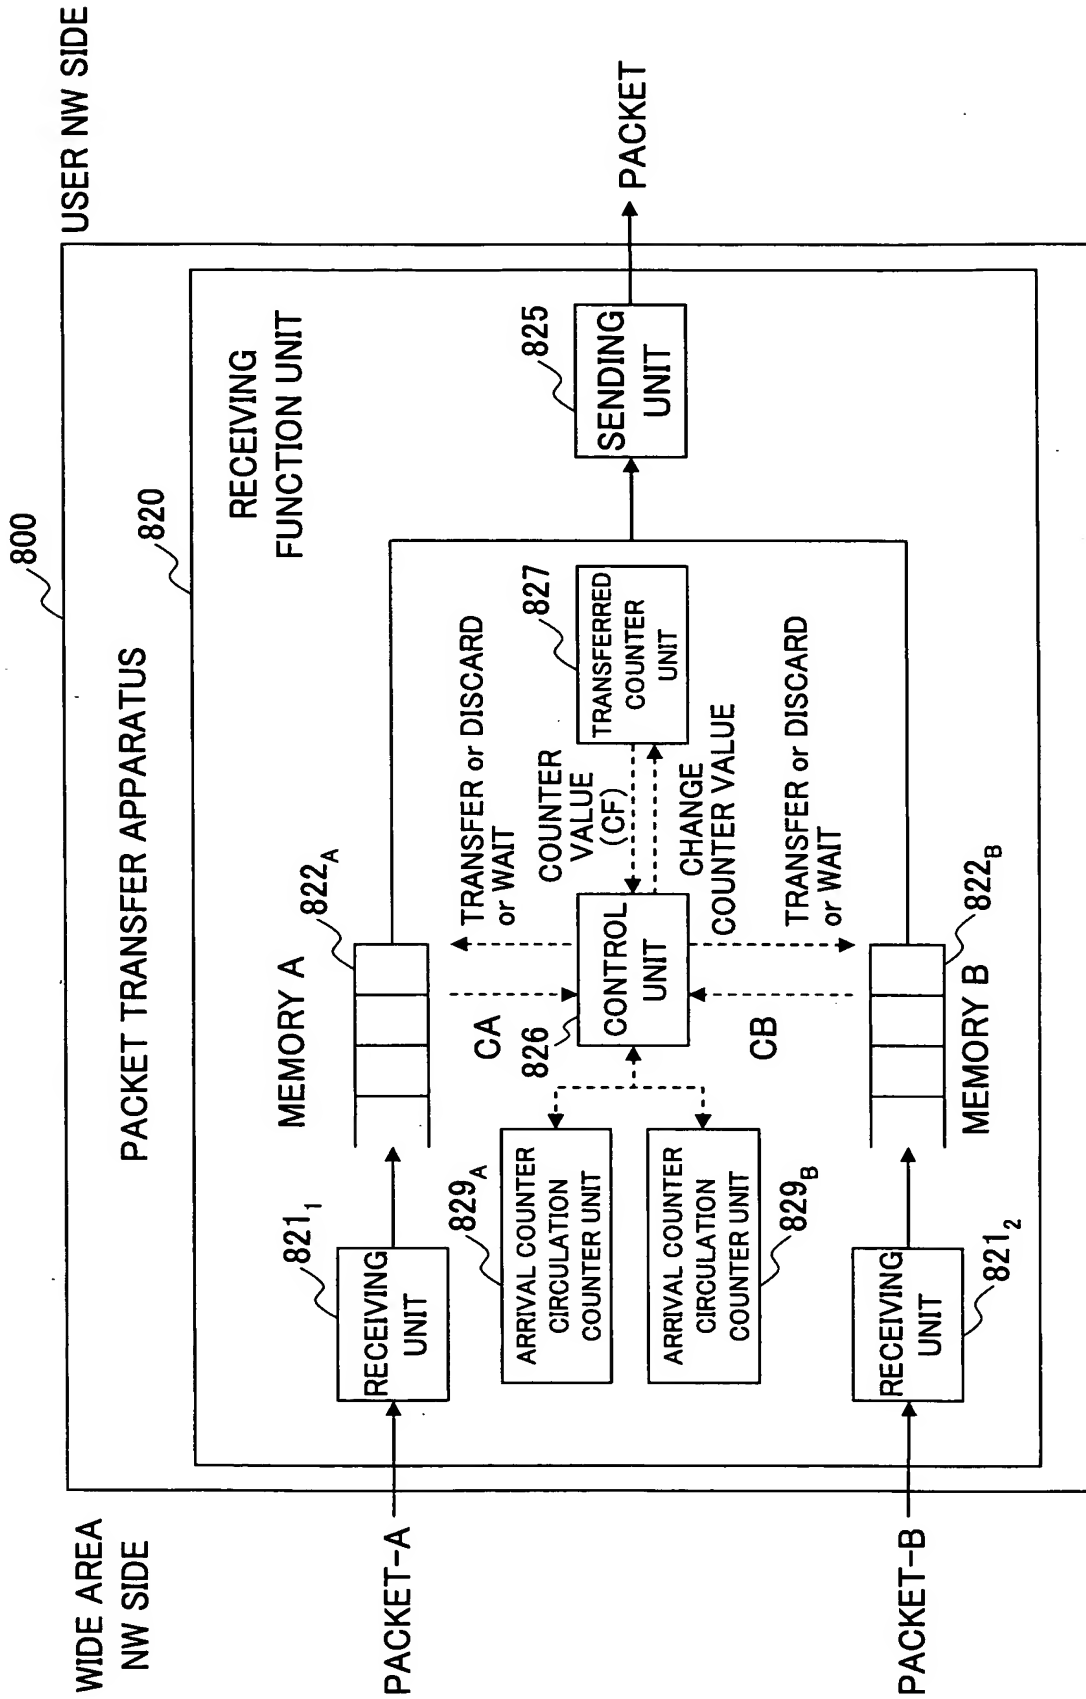 WIDE AREA
NW SIDE
USER NW SIDE
800
PACKET TRANSFER APPARATUS
820
RECEIVING
FUNCTION UNIT
PACKET-A
821₁
RECEIVING
UNIT
MEMORY A
822A
TRANSFER or DISCARD
or WAIT
CA
829A
ARRIVAL COUNTER
CIRCULATION
COUNTER UNIT
826
CONTROL
UNIT
COUNTER
VALUE
(CF)
827
TRANSFERRED
COUNTER
UNIT
CHANGE
COUNTER VALUE
825
SENDING
UNIT
PACKET
ARRIVAL COUNTER
CIRCULATION
COUNTER UNIT
829B
CB
TRANSFER or DISCARD
or WAIT
PACKET-B
RECEIVING
UNIT
821₂
MEMORY B
822B